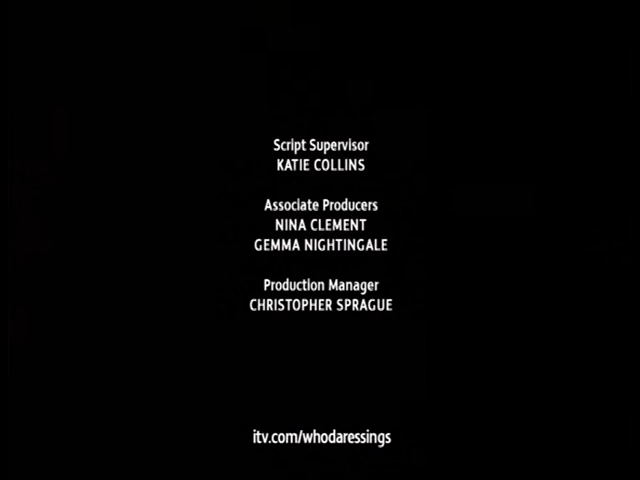 Script Supervisor
KATIE COLLINS
Associate Producers
NINA CLEMENT
GEMMA NIGHTINGALE
Production Manager
CHRISTOPHER SPRAGUE
itv.com/whodaressings